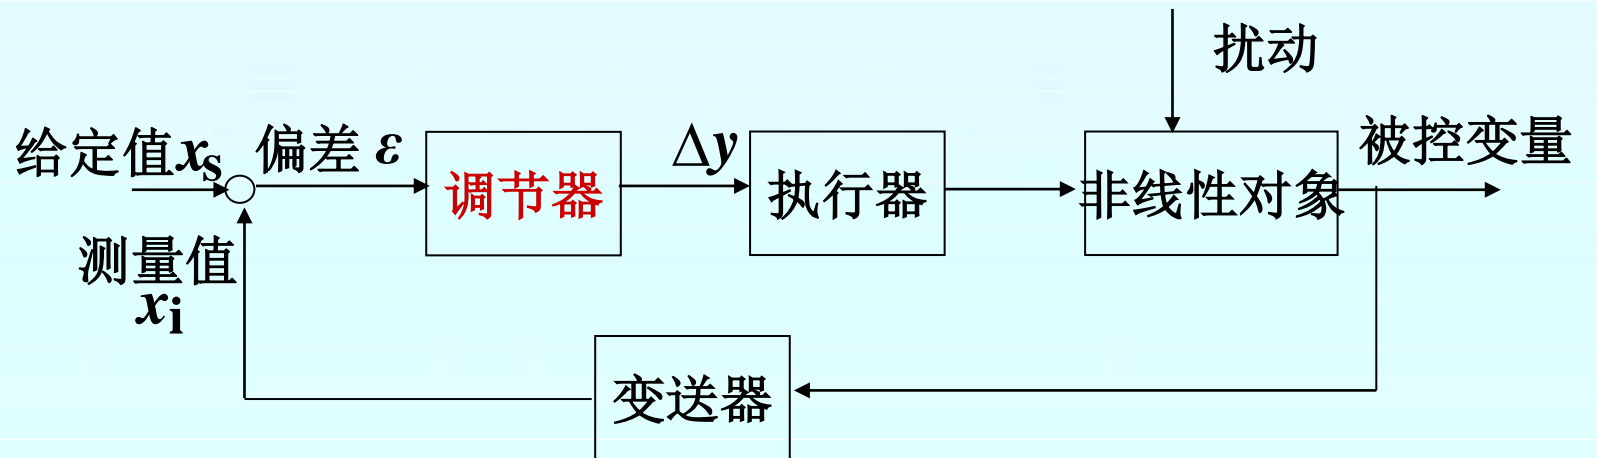 扰动
给定值xs
偏差 ε
Δy
被控变量
调节器
执行器
非线性对象
测量值
xi
变送器